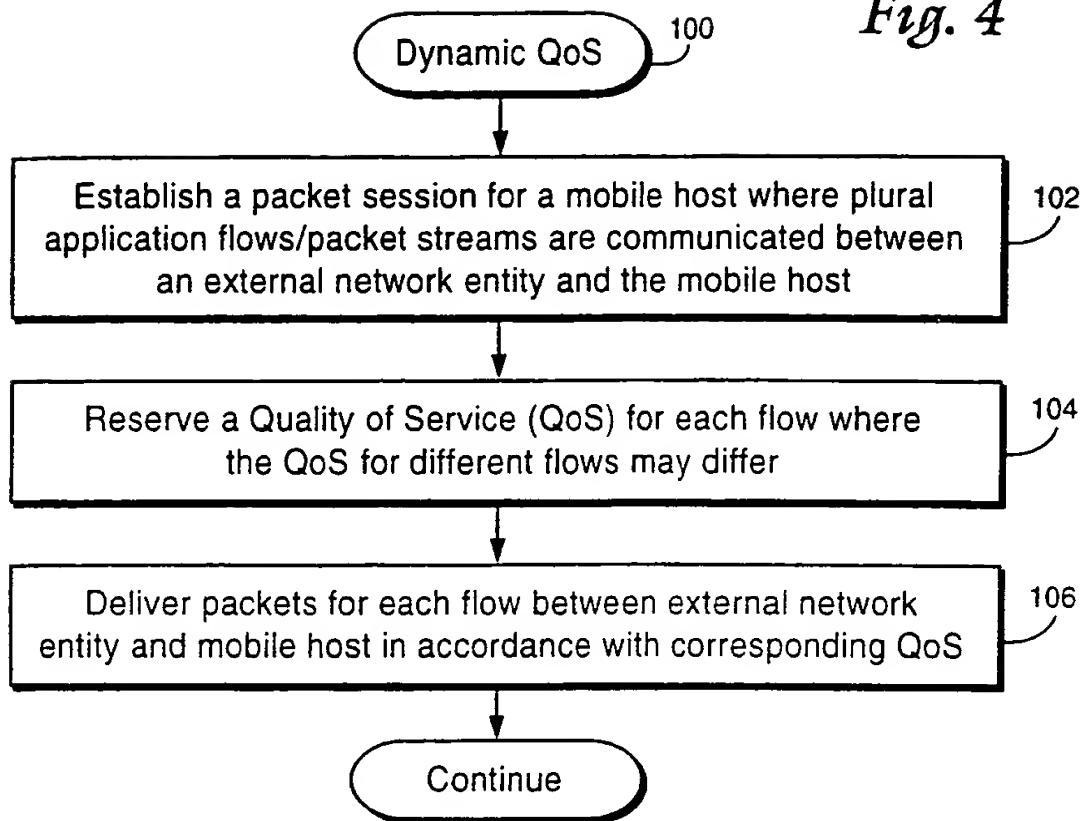 Fig. 4
Dynamic QoS
100
Establish a packet session for a mobile host where plural
application flows/packet streams are communicated between
an external network entity and the mobile host
102
Reserve a Quality of Service (QoS) for each flow where
the QoS for different flows may differ
104
Deliver packets for each flow between external network
entity and mobile host in accordance with corresponding QoS
106
Continue